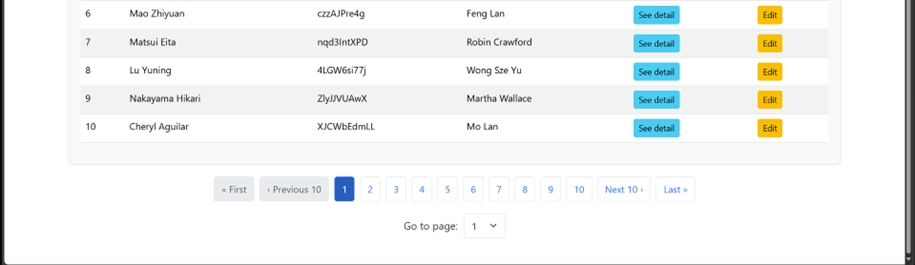 6 Mao Zhiyuan czzAJPre4g Feng Lan See detail Edit
7 Matsui Eita nqd3IntXPD Robin Crawford See detail Edit
8 Lu Yuning 4LGW6si77j Wong Sze Yu See detail Edit
9 Nakayama Hikari ZlyJJVUAwX Martha Wallace See detail Edit
10 Cheryl Aguilar XJCWbEdmLL Mo Lan See detail Edit
« First ‹ Previous 10 1 2 3 4 5 6 7 8 9 10 Next 10 › Last »
Go to page: 1